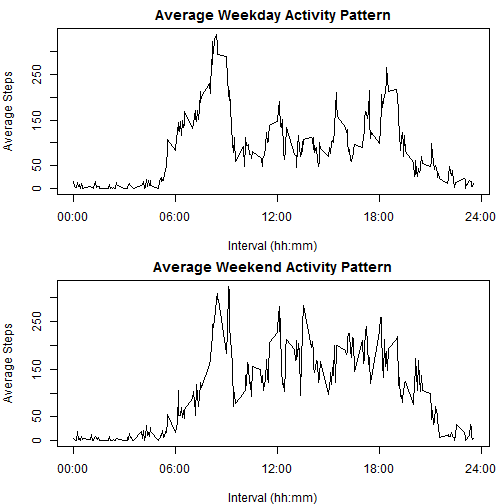 Average Weekday Activity Pattern
Average Steps
250
150
50
0
00:00 06:00 12:00 18:00 24:00
Interval (hh:mm)
Average Weekend Activity Pattern
Average Steps
250
150
50
0
00:00 06:00 12:00 18:00 24:00
Interval (hh:mm)